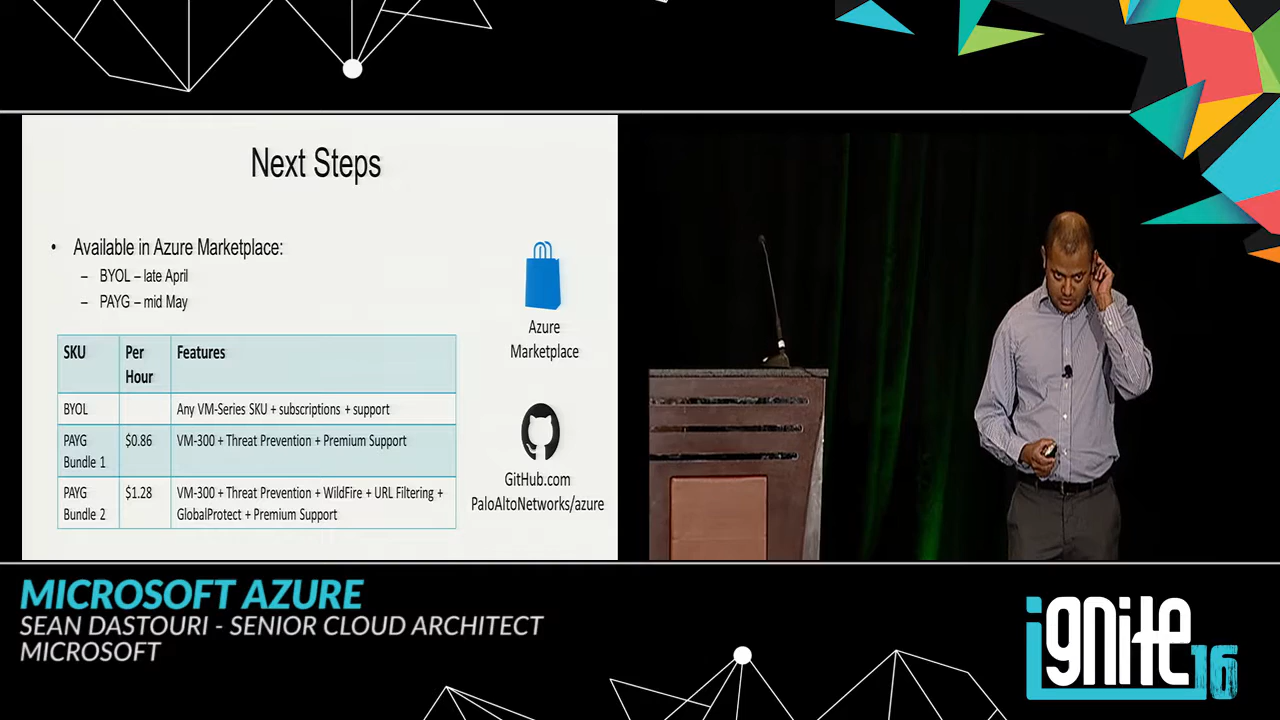 Next Steps
• Available in Azure Marketplace:
– BYOL – late April
– PAYG – mid May
SKU Per Hour Features
BYOL Any VM-Series SKU + subscriptions + support
PAYG Bundle 1 $0.86 VM-300 + Threat Prevention + Premium Support
PAYG Bundle 2 $1.28 VM-300 + Threat Prevention + WildFire + URL Filtering +
GlobalProtect + Premium Support
Azure
Marketplace
GitHub.com
PaloAltoNetworks/azure
MICROSOFT AZURE
SEAN DASTOURI - SENIOR CLOUD ARCHITECT
MICROSOFT
ignite16